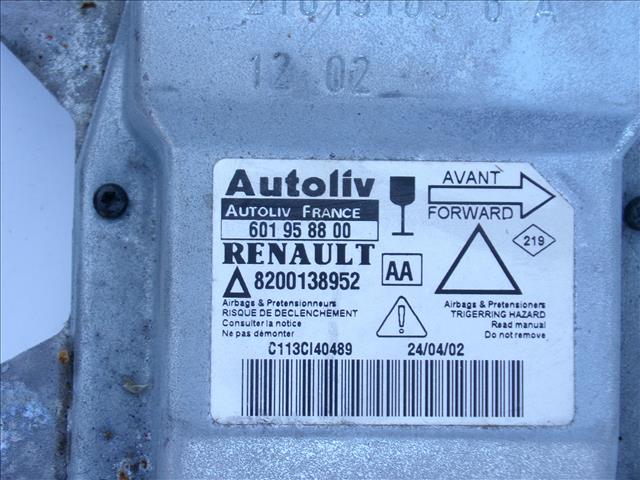 12 02
Autoliv
AUTOLIV FRANCE
601 95 88 00
RENAULT
8200138952
AA
AVANT
FORWARD
219
Airbags & Pretensionneurs
RISQUE DE DECLENCHEMENT
Consulter la notice
Ne pas démonter
Airbags & Pretensioners
TRIGERRING HAZARD
Read manual
Do not remove
C113CI40489 24/04/02